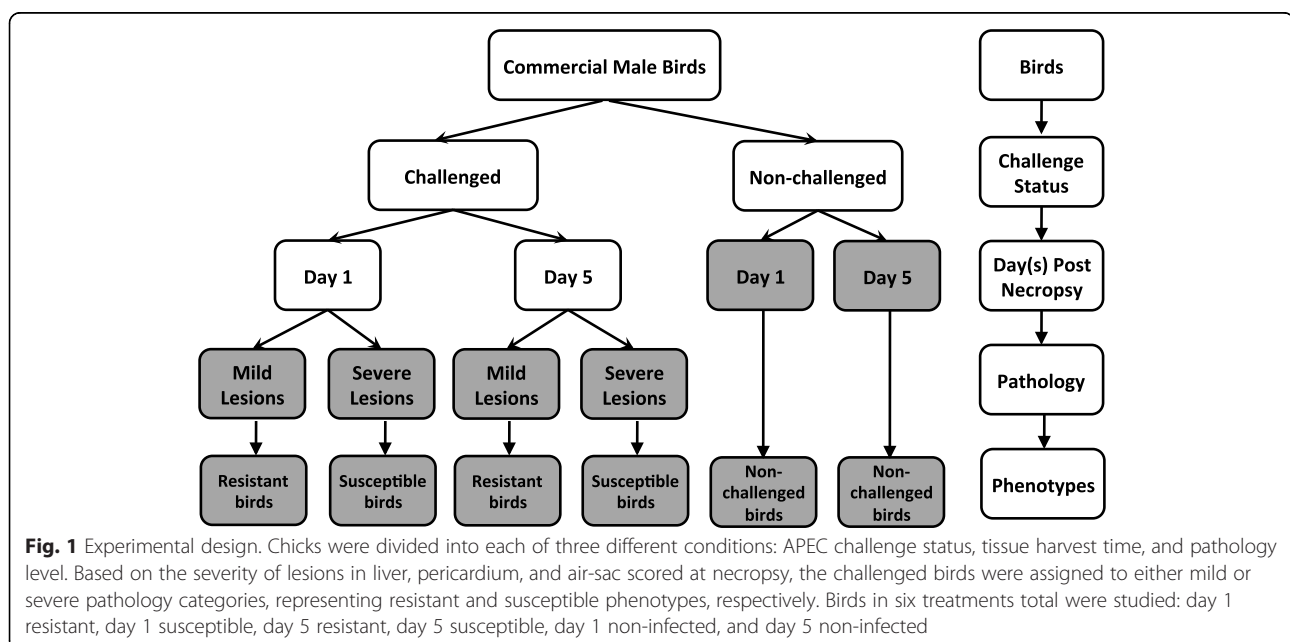 Commercial Male Birds
Birds
Challenged
Non-challenged
Challenge
Status
Day 1
Day 5
Day 1
Day 5
Day(s) Post
Necropsy
Mild
Lesions
Severe
Lesions
Mild
Lesions
Severe
Lesions
Pathology
Resistant
birds
Susceptible
birds
Resistant
birds
Susceptible
birds
Non-
challenged
birds
Non-
challenged
birds
Phenotypes
Fig. 1 Experimental design. Chicks were divided into each of three different conditions: APEC challenge status, tissue harvest time, and pathology
level. Based on the severity of lesions in liver, pericardium, and air-sac scored at necropsy, the challenged birds were assigned to either mild or
severe pathology categories, representing resistant and susceptible phenotypes, respectively. Birds in six treatments total were studied: day 1
resistant, day 1 susceptible, day 5 resistant, day 5 susceptible, day 1 non-infected, and day 5 non-infected